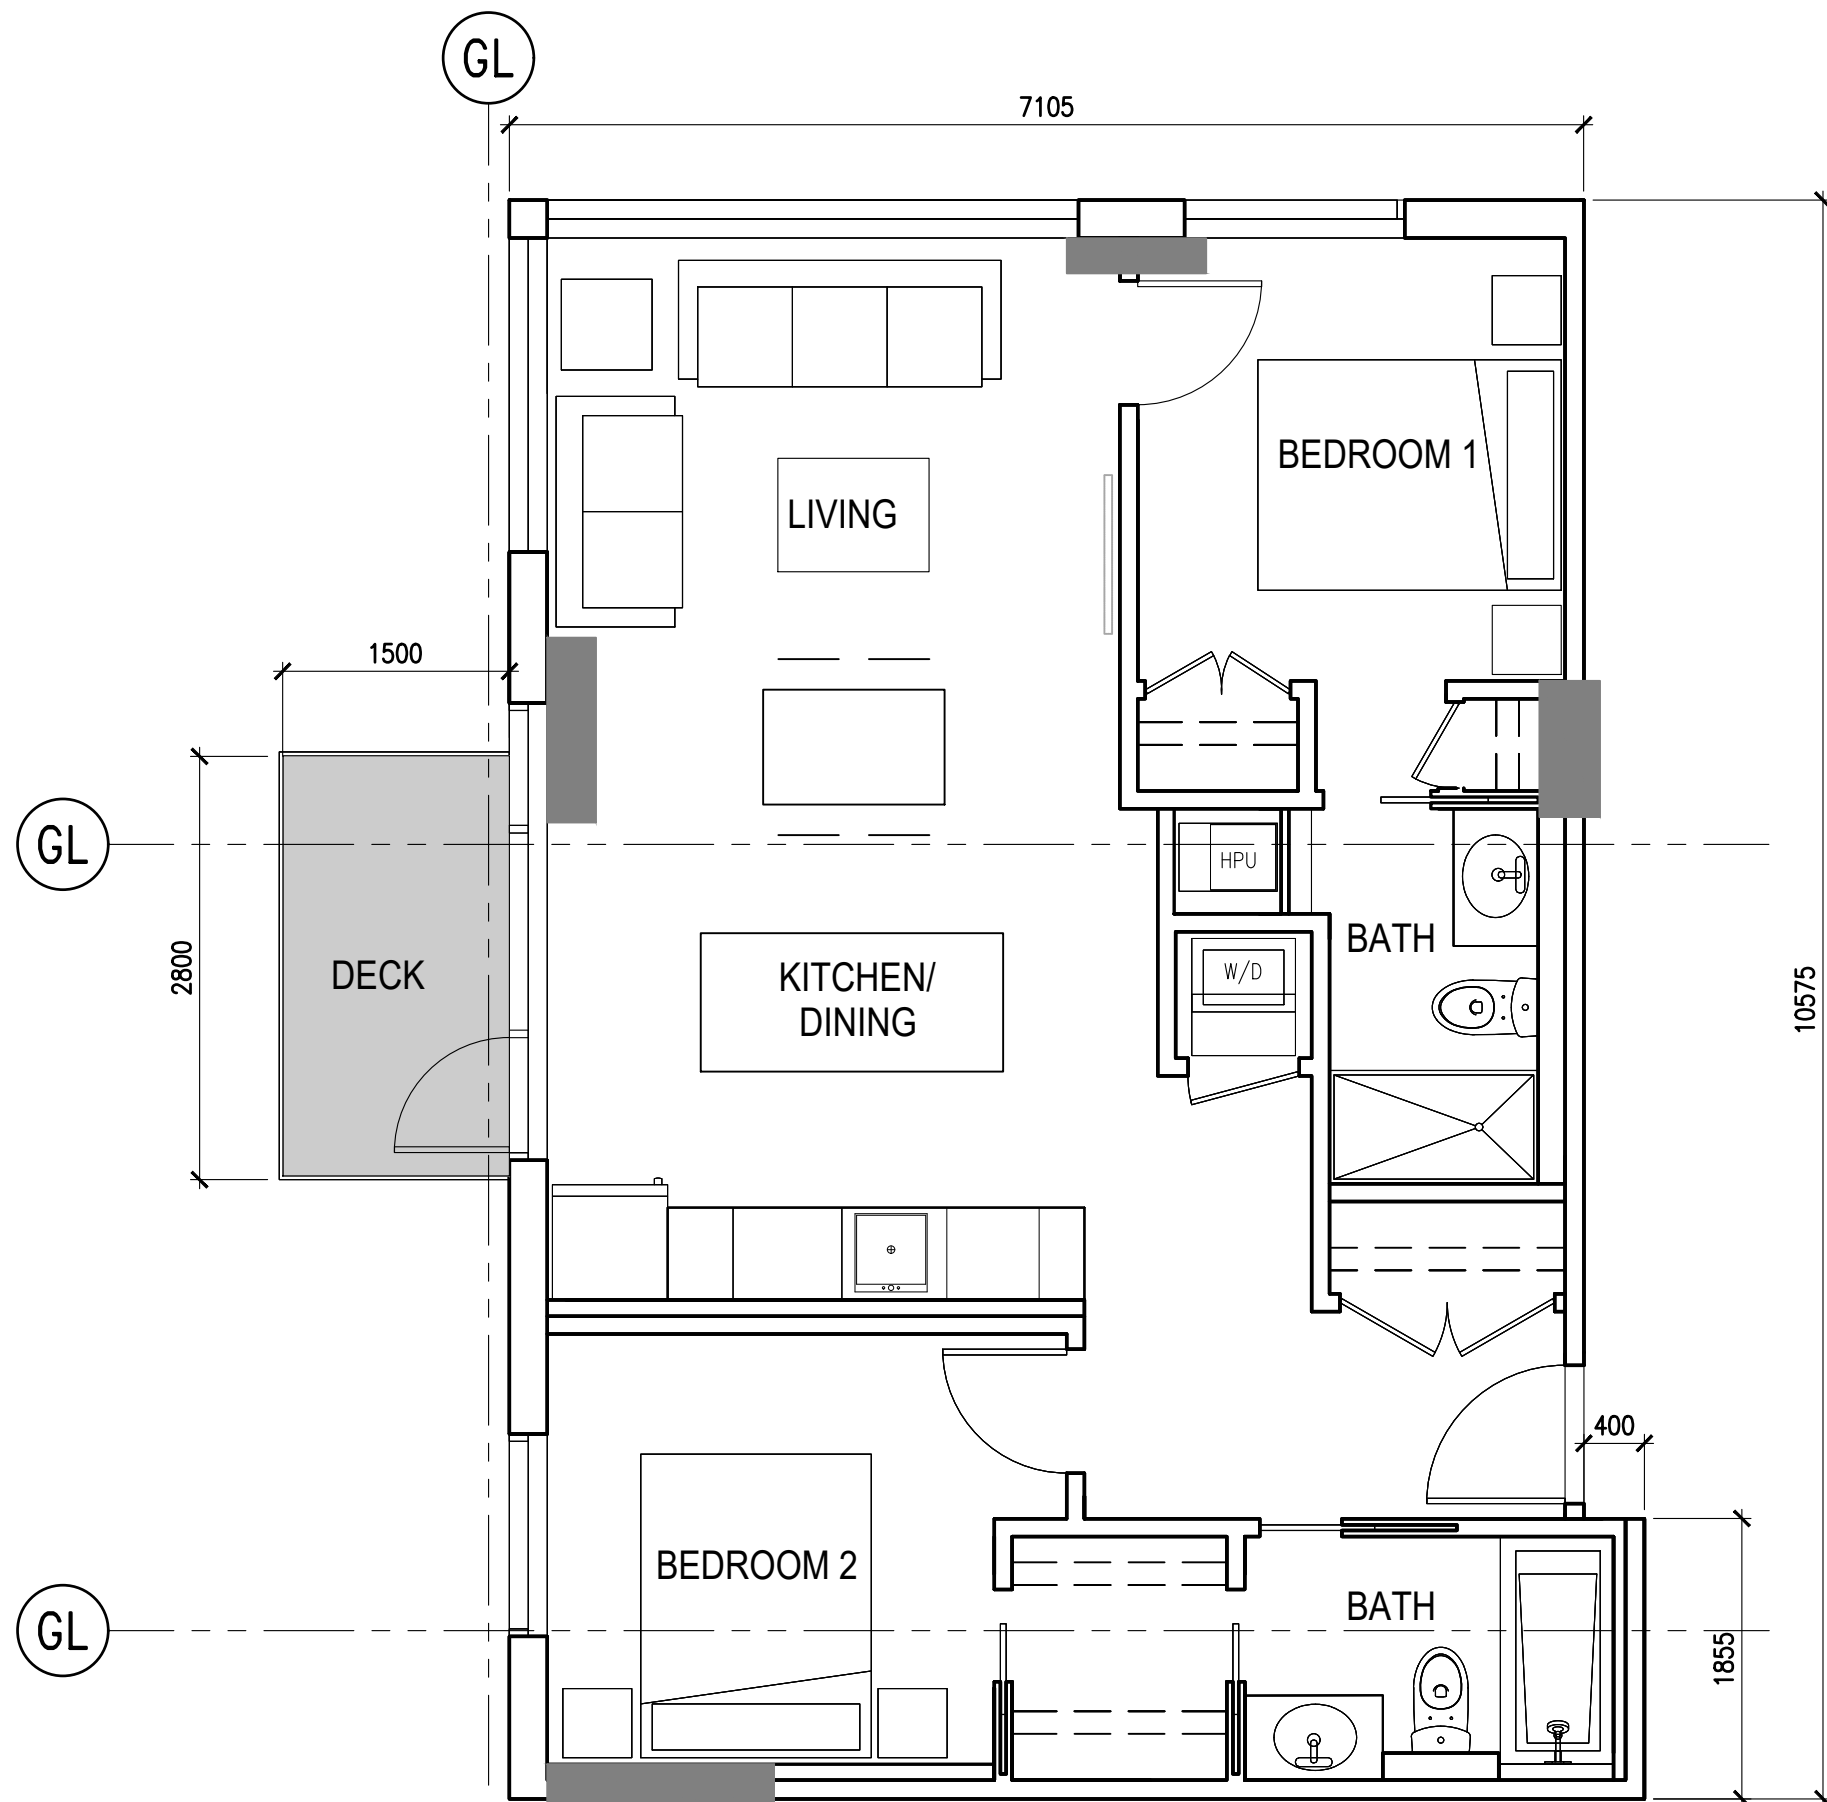 GL
7105
BEDROOM 1
LIVING
1500
GL
HPU
2800
DECK
KITCHEN/
DINING
W/D
BATH
10575
400
BEDROOM 2
BATH
GL
1855